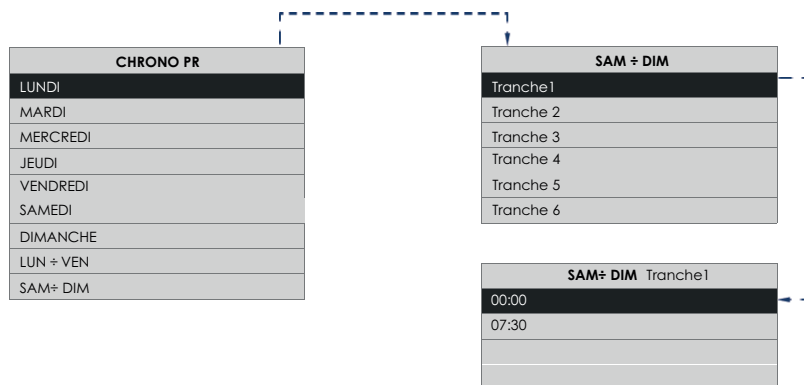 CHRONO PR
LUNDI
MARDI
MERCREDI
JEUDI
VENDREDI
SAMEDI
DIMANCHE
LUN ÷ VEN
SAM÷ DIM
SAM ÷ DIM
Tranche1
Tranche 2
Tranche 3
Tranche 4
Tranche 5
Tranche 6
SAM÷ DIM Tranche1
00:00
07:30